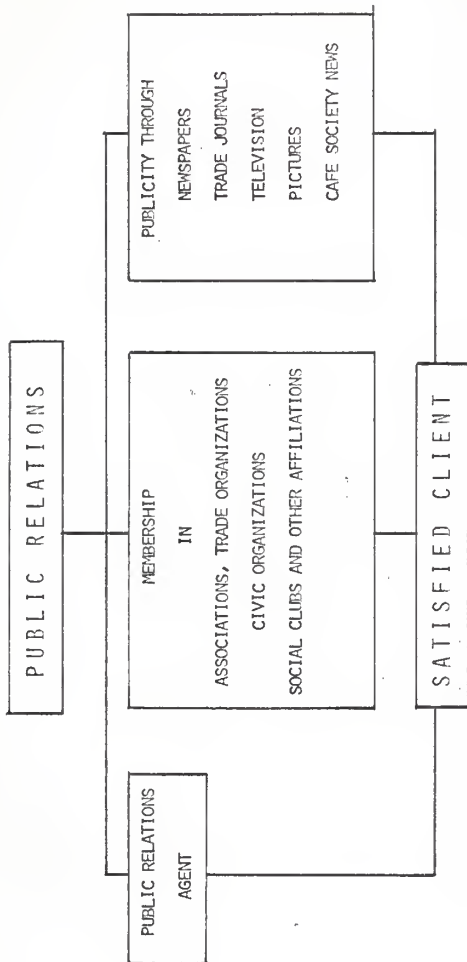 PUBLIC RELATIONS
PUBLIC RELATIONS
AGENT
MEMBERSHIP
IN
ASSOCIATIONS, TRADE ORGANIZATIONS
CIVIC ORGANIZATIONS
SOCIAL CLUBS AND OTHER AFFILIATIONS
PUBLICITY THROUGH
NEWSPAPERS
TRADE JOURNALS
TELEVISION
PICTURES
CAFE SOCIETY NEWS
SATISFIED CLIENT